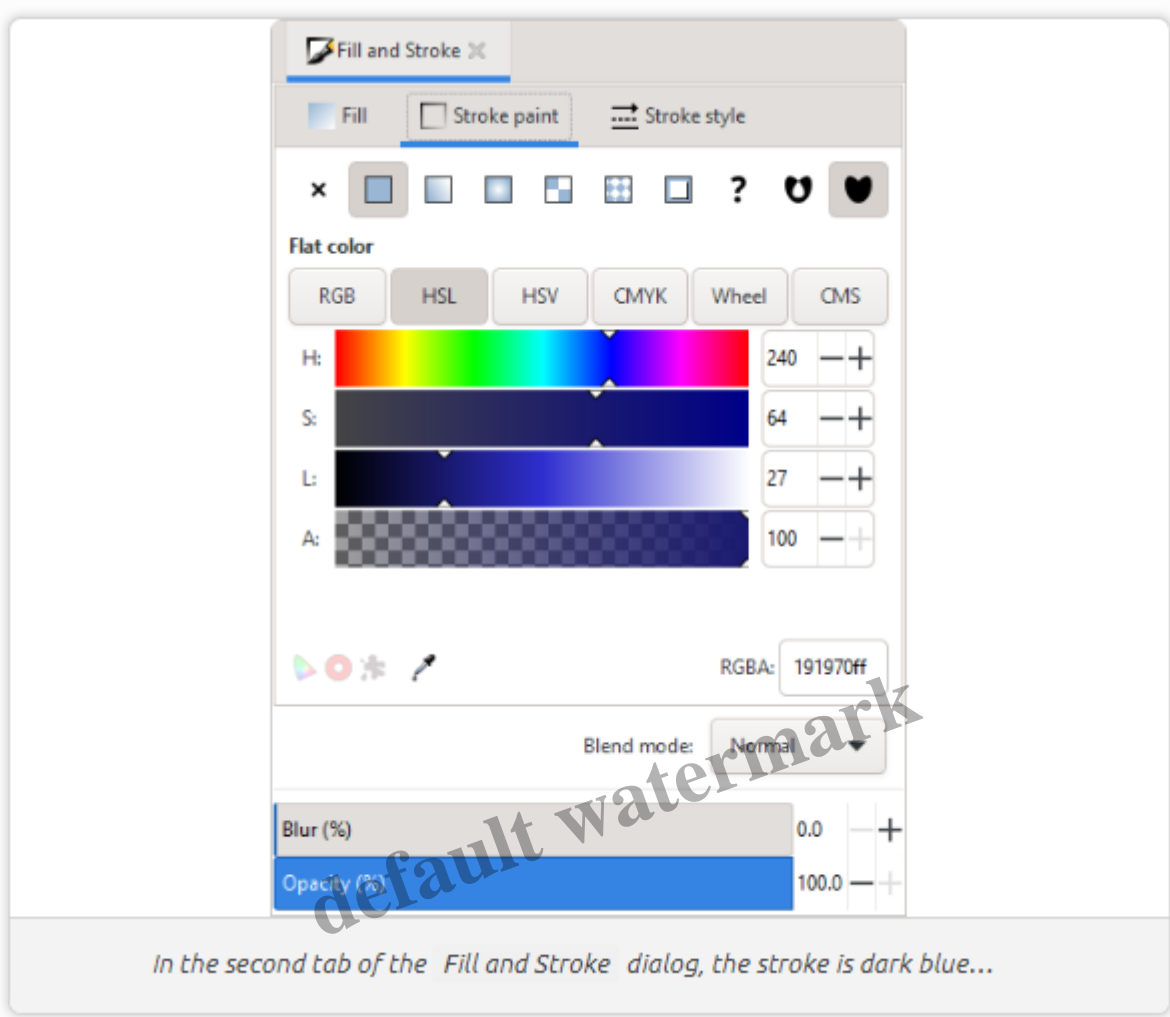 Fill and Stroke
Fill Stroke paint Stroke style
?
Flat color
RGB HSL HSV CMYK Wheel CMS
H: 240
S: 64
L: 27
A: 100
RGBA: 191970ff
Blend mode: Normal
Blur (%) 0.0
Opacity (%) 100.0
default watermark
In the second tab of the Fill and Stroke dialog, the stroke is dark blue...